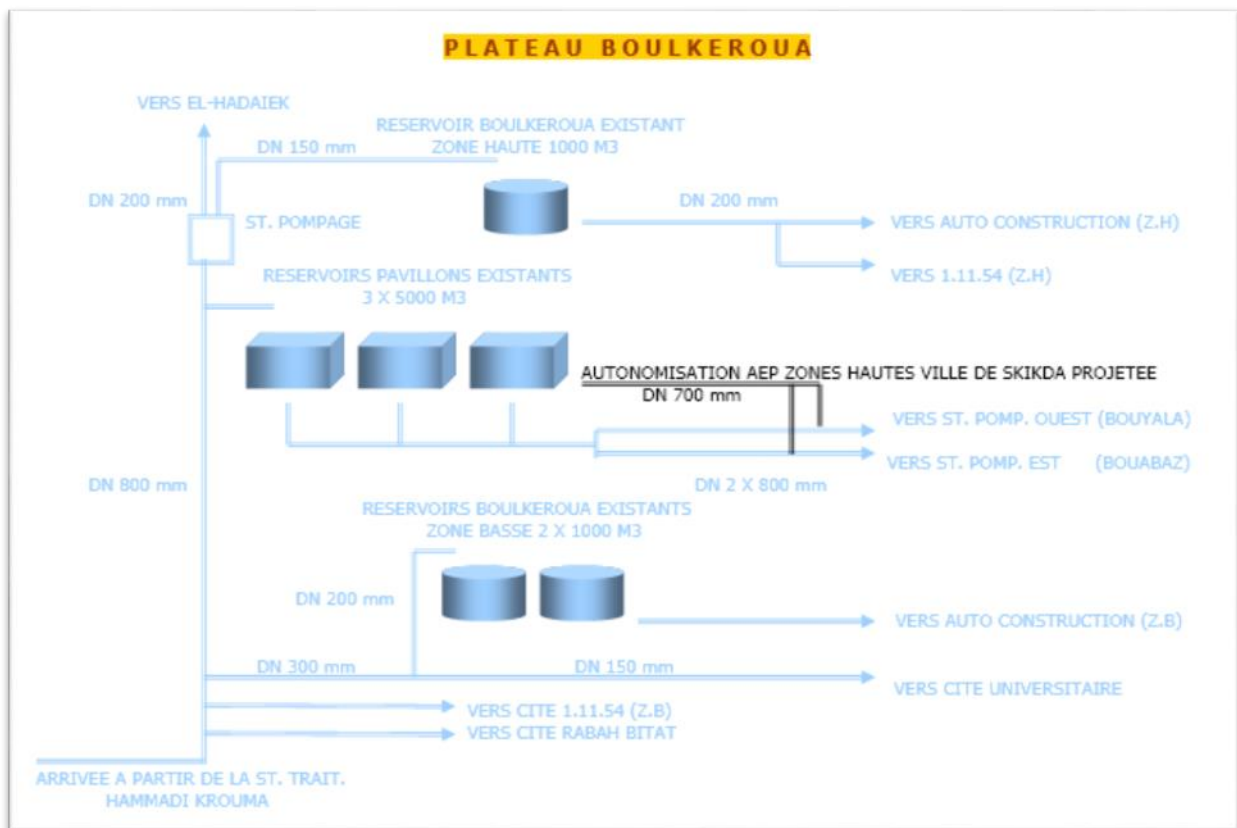 PLATEAU BOULKEROUA
VERS EL-HADAIEK
RESERVOIR BOULKEROUA EXISTANT
ZONE HAUTE 1000 M3
DN 150 mm
DN 200 mm
DN 200 mm
ST. POMPAGE
VERS AUTO CONSTRUCTION (Z.H)
VERS 1.11.54 (Z.H)
RESERVOIRS PAVILLONS EXISTANTS
3 X 5000 M3
AUTONOMISATION AEP ZONES HAUTES VILLE DE SKIKDA PROJETEE
DN 700 mm
VERS ST. POMP. OUEST (BOUYALA)
VERS ST. POMP. EST (BOUABAZ)
DN 800 mm
DN 2 X 800 mm
RESERVOIRS BOULKEROUA EXISTANTS
ZONE BASSE 2 X 1000 M3
DN 200 mm
VERS AUTO CONSTRUCTION (Z.B)
DN 300 mm
DN 150 mm
VERS CITE UNIVERSITAIRE
VERS CITE 1.11.54 (Z.B)
VERS CITE RABAH BITAT
ARRIVEE A PARTIR DE LA ST. TRAIT.
HAMMADI KROUMA